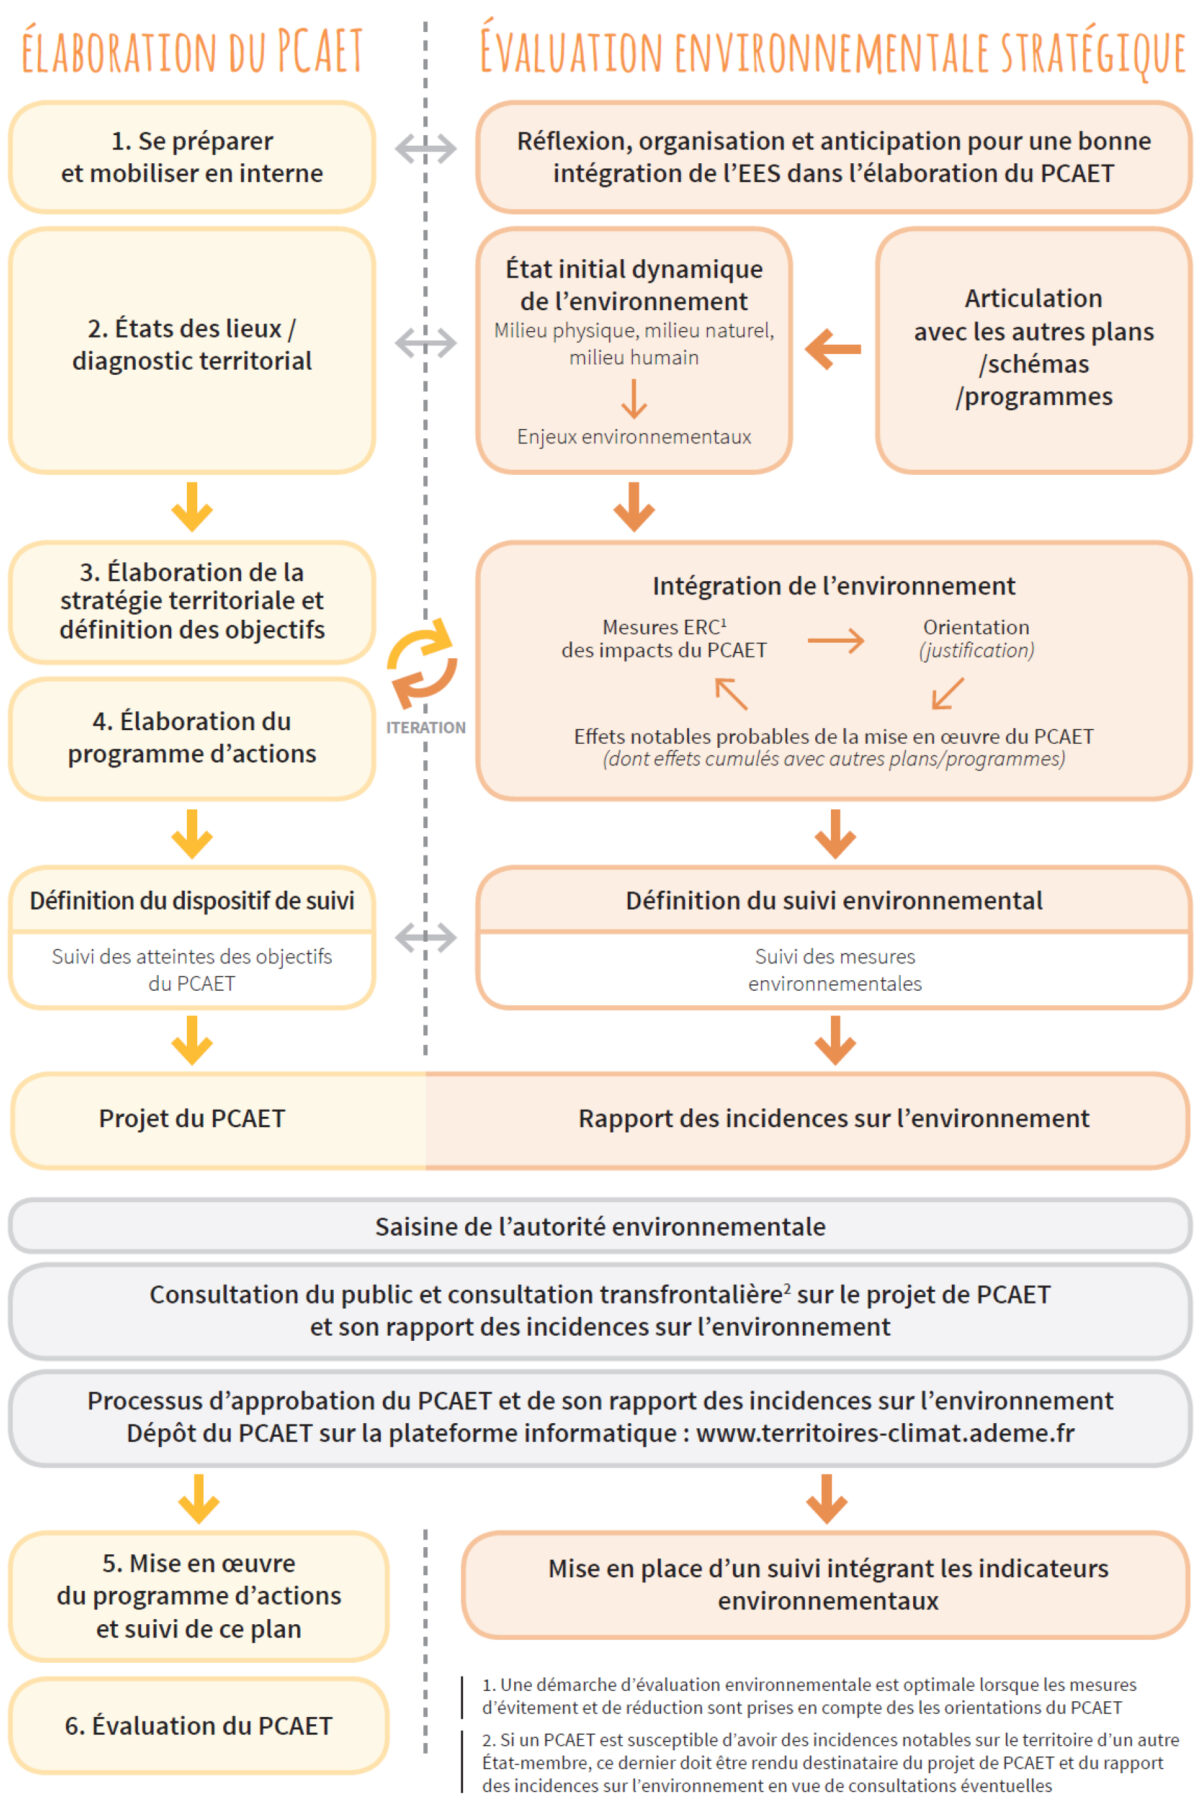 ÉLABORATION DU PCAET
ÉVALUATION ENVIRONNEMENTALE STRATÉGIQUE
1. Se préparer
et mobiliser en interne
Réflexion, organisation et anticipation pour une bonne
intégration de l'EES dans l'élaboration du PCAET
2. États des lieux /
diagnostic territorial
État initial dynamique
de l'environnement
Milieu physique, milieu naturel,
milieu humain
Enjeux environnementaux
Articulation
avec les autres plans
/schémas
/programmes
3. Élaboration de la
stratégie territoriale et
définition des objectifs
4. Élaboration du
programme d'actions
ITERATION
Intégration de l'environnement
Mesures ERC¹
des impacts du PCAET
Orientation
(justification)
Effets notables probables de la mise en œuvre du PCAET
(dont effets cumulés avec autres plans/programmes)
Définition du dispositif de suivi
Suivi des atteintes des objectifs
du PCAET
Définition du suivi environnemental
Suivi des mesures
environnementales
Projet du PCAET
Rapport des incidences sur l'environnement
Saisine de l'autorité environnementale
Consultation du public et consultation transfrontalière² sur le projet de PCAET
et son rapport des incidences sur l'environnement
Processus d'approbation du PCAET et de son rapport des incidences sur l'environnement
Dépôt du PCAET sur la plateforme informatique : www.territoires-climat.ademe.fr
5. Mise en œuvre
du programme d'actions
et suivi de ce plan
Mise en place d'un suivi intégrant les indicateurs
environnementaux
6. Évaluation du PCAET
1. Une démarche d'évaluation environnementale est optimale lorsque les mesures
d'évitement et de réduction sont prises en compte des les orientations du PCAET
2. Si un PCAET est susceptible d'avoir des incidences notables sur le territoire d'un autre
État-membre, ce dernier doit être rendu destinataire du projet de PCAET et du rapport
des incidences sur l'environnement en vue de consultations éventuelles